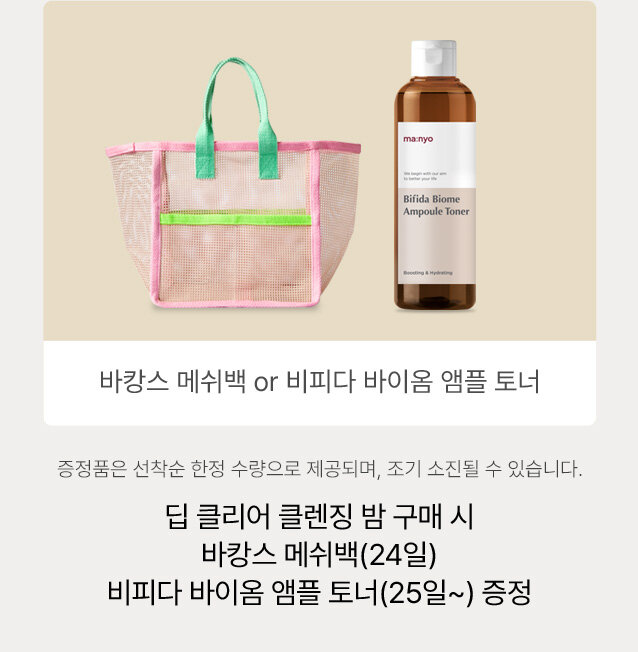 ma:nyo
We begin with our aim
to better your life
Bifida Biome
Ampoule Toner
Boosting & Hydrating
바캉스 메쉬백 or 비피다 바이옴 앰플 토너
증정품은 선착순 한정 수량으로 제공되며, 조기 소진될 수 있습니다.
딥 클리어 클렌징 밤 구매 시
바캉스 메쉬백(24일)
비피다 바이옴 앰플 토너(25일~) 증정